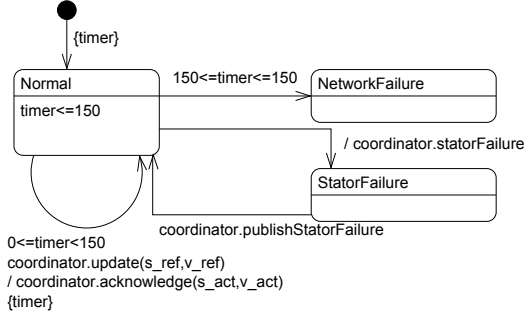 {timer}
Normal
150<=timer<=150
NetworkFailure
timer<=150
/ coordinator.statorFailure
StatorFailure
coordinator.publishStatorFailure
0<=timer<150
coordinator.update(s_ref,v_ref)
/ coordinator.acknowledge(s_act,v_act)
{timer}